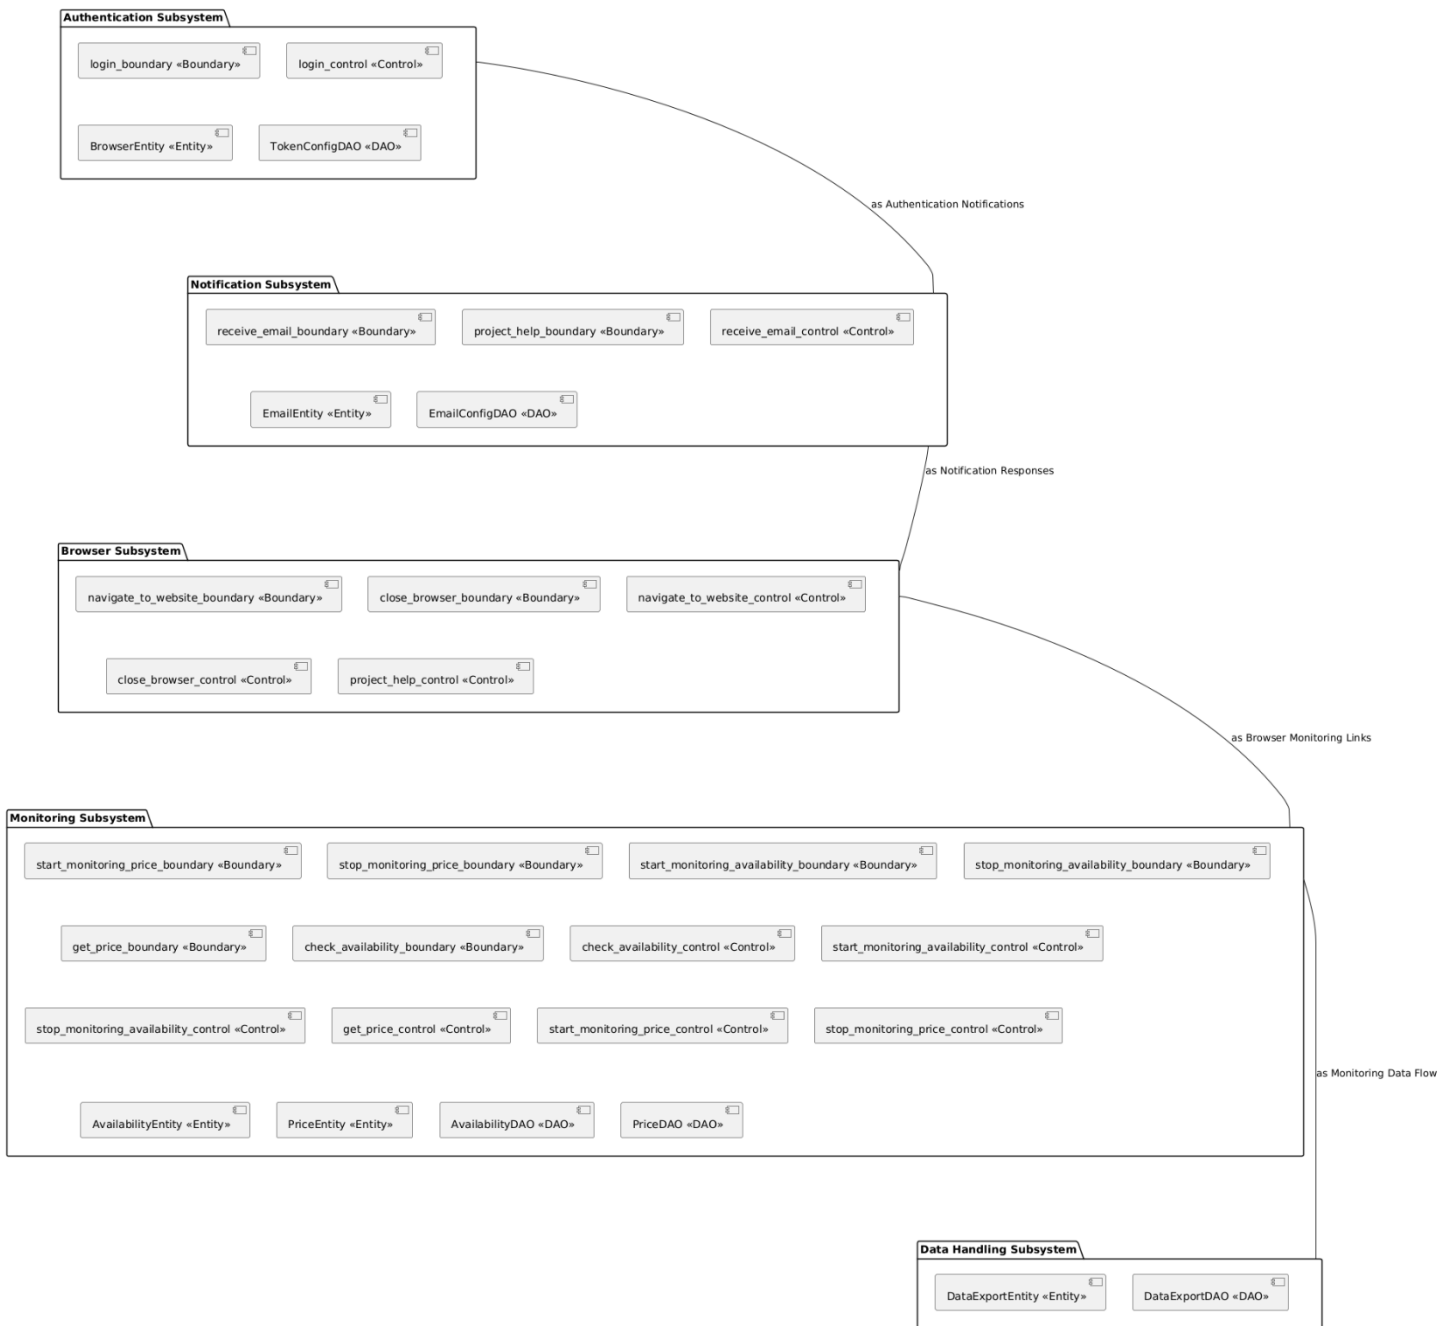 Authentication Subsystem
login_boundary «Boundary»
login_control «Control»
BrowserEntity «Entity»
TokenConfigDAO «DAO»
as Authentication Notifications
Notification Subsystem
receive_email_boundary «Boundary»
project_help_boundary «Boundary»
receive_email_control «Control»
EmailEntity «Entity»
EmailConfigDAO «DAO»
as Notification Responses
Browser Subsystem
navigate_to_website_boundary «Boundary»
close_browser_boundary «Boundary»
navigate_to_website_control «Control»
close_browser_control «Control»
project_help_control «Control»
as Browser Monitoring Links
Monitoring Subsystem
start_monitoring_price_boundary «Boundary»
stop_monitoring_price_boundary «Boundary»
start_monitoring_availability_boundary «Boundary»
stop_monitoring_availability_boundary «Boundary»
get_price_boundary «Boundary»
check_availability_boundary «Boundary»
check_availability_control «Control»
start_monitoring_availability_control «Control»
stop_monitoring_availability_control «Control»
get_price_control «Control»
start_monitoring_price_control «Control»
stop_monitoring_price_control «Control»
as Monitoring Data Flow
AvailabilityEntity «Entity»
PriceEntity «Entity»
AvailabilityDAO «DAO»
PriceDAO «DAO»
Data Handling Subsystem
DataExportEntity «Entity»
DataExportDAO «DAO»